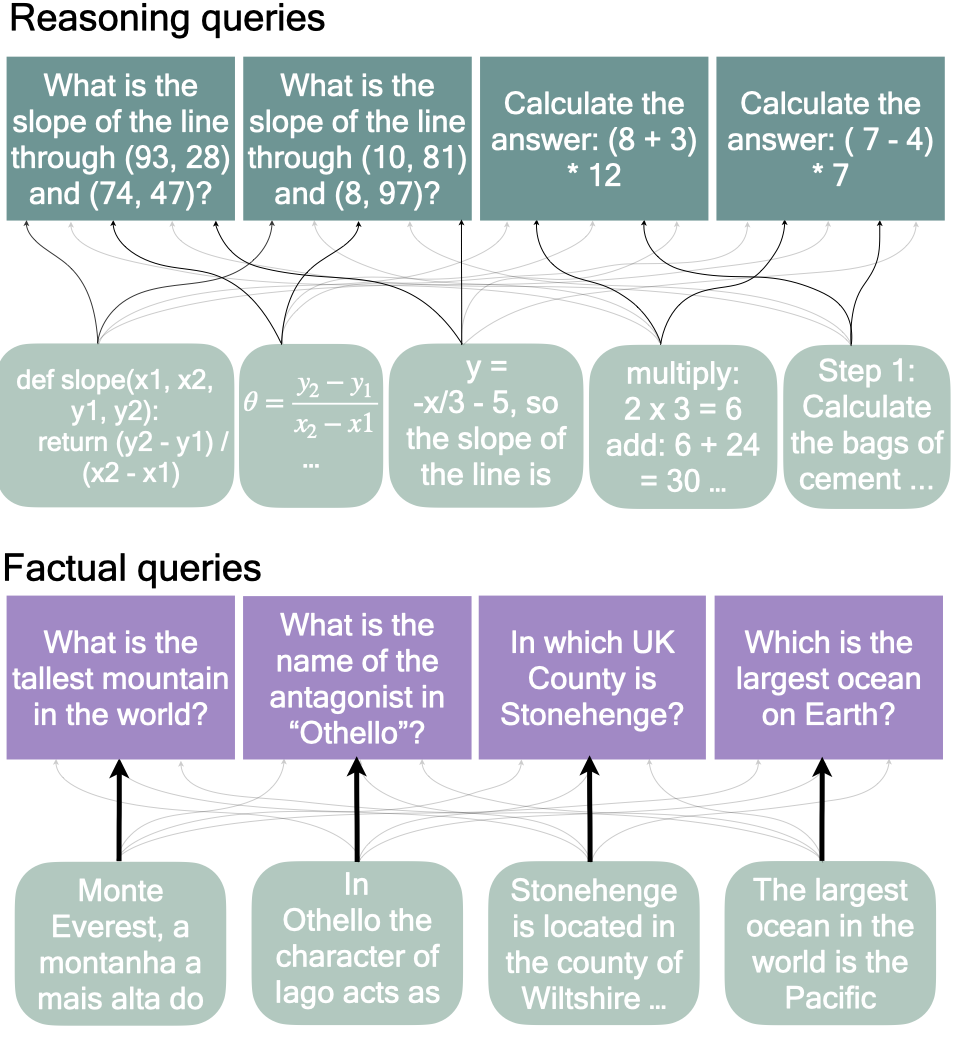 Reasoning queries
What is the
slope of the line
through (93, 28)
and (74, 47)?
What is the
slope of the line
through (10, 81)
and (8, 97)?
Calculate the
answer: (8 + 3)
* 12
Calculate the
answer: ( 7 - 4)
* 7
def slope(x1, x2,
y1, y2):
return (y2 - y1) /
(x2 - x1)
θ = y₂ − y₁ / x₂ − x1
...
y =
-x/3 - 5, so
the slope of
the line is
multiply:
2 x 3 = 6
add: 6 + 24
= 30 ...
Step 1:
Calculate
the bags of
cement ...
Factual queries
What is the
tallest mountain
in the world?
What is the
name of the
antagonist in
“Othello”?
In which UK
County is
Stonehenge?
Which is the
largest ocean
on Earth?
Monte
Everest, a
montanha a
mais alta do
In
Othello the
character of
Iago acts as
Stonehenge
is located in
the county of
Wiltshire ...
The largest
ocean in the
world is the
Pacific